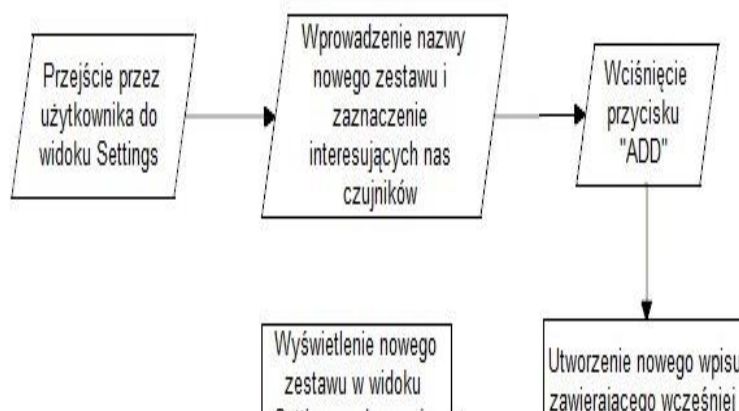 Przejście przez
użytkownika do
widoku Settings
Wprowadzenie nazwy
nowego zestawu i
zaznaczenie
interesujących nas
czujników
Wciśnięcie
przycisku
"ADD"
Wyświetlenie nowego
zestawu w widoku
Utworzenie nowego wpisu
zawierającego wcześniej